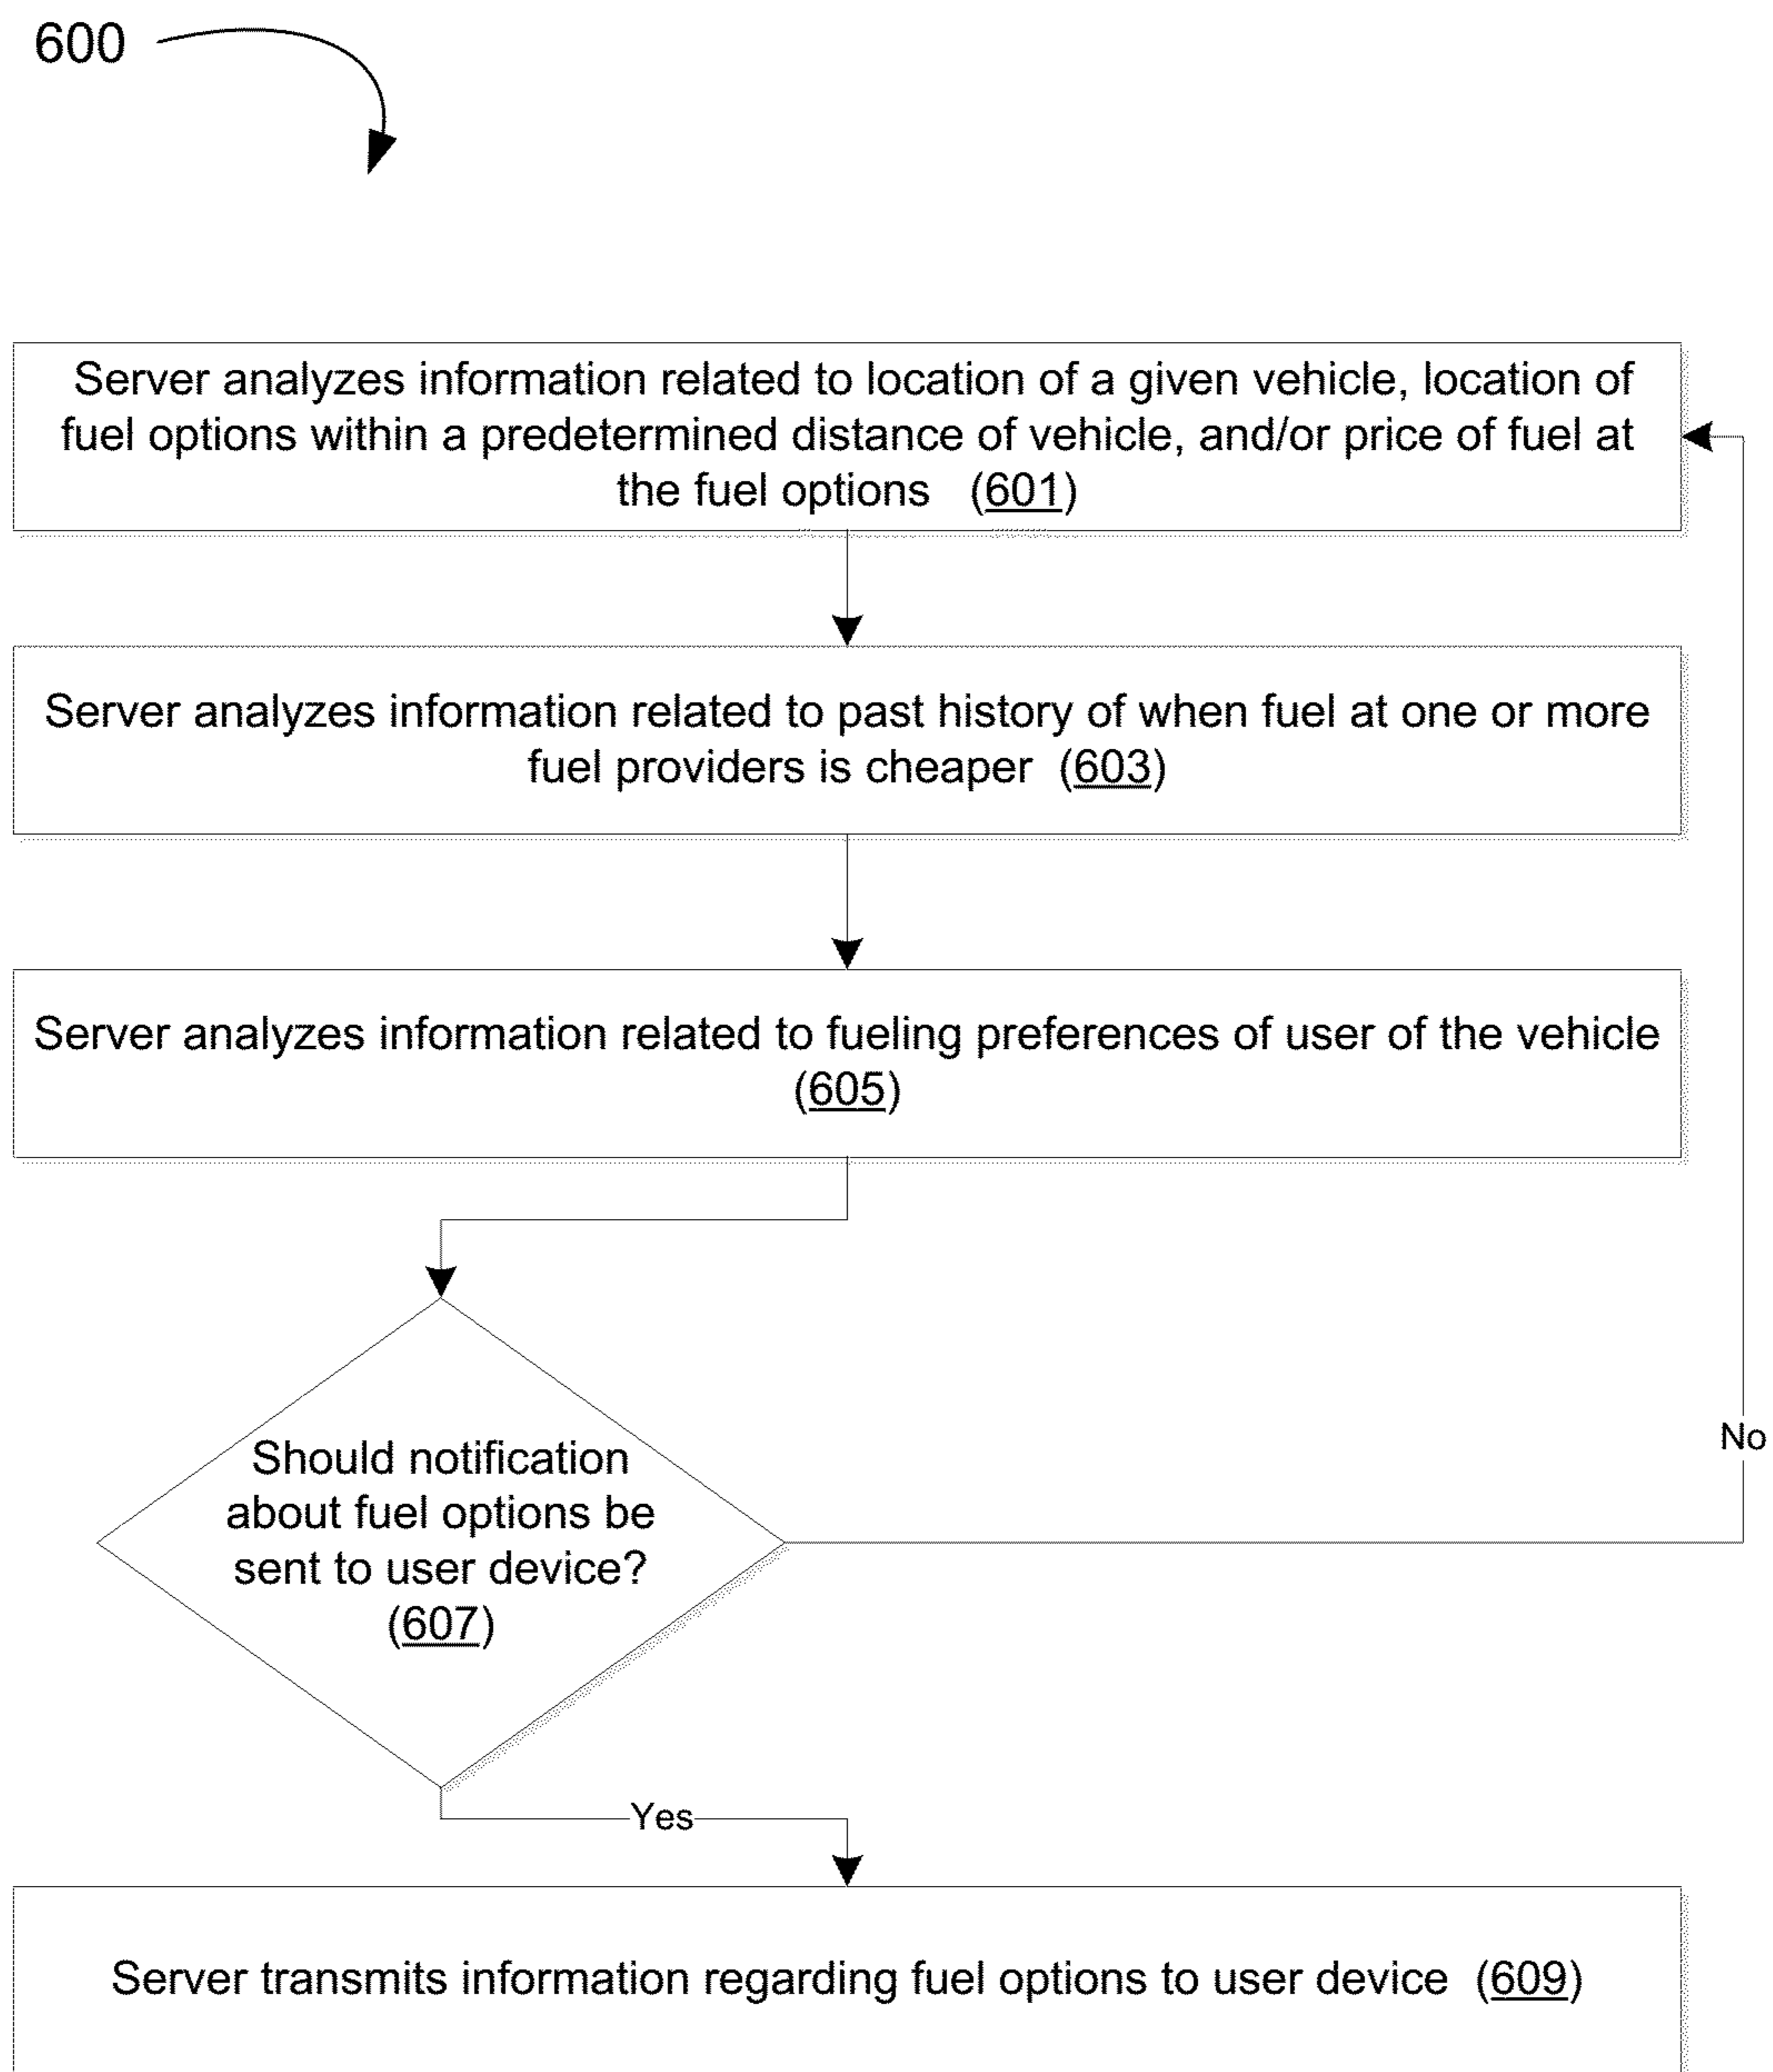 600
Server analyzes information related to location of a given vehicle, location of
fuel options within a predetermined distance of vehicle, and/or price of fuel at
the fuel options (601)
Server analyzes information related to past history of when fuel at one or more
fuel providers is cheaper (603)
Server analyzes information related to fueling preferences of user of the vehicle
(605)
Should notification
about fuel options be
sent to user device?
(607)
No
Yes
Server transmits information regarding fuel options to user device (609)